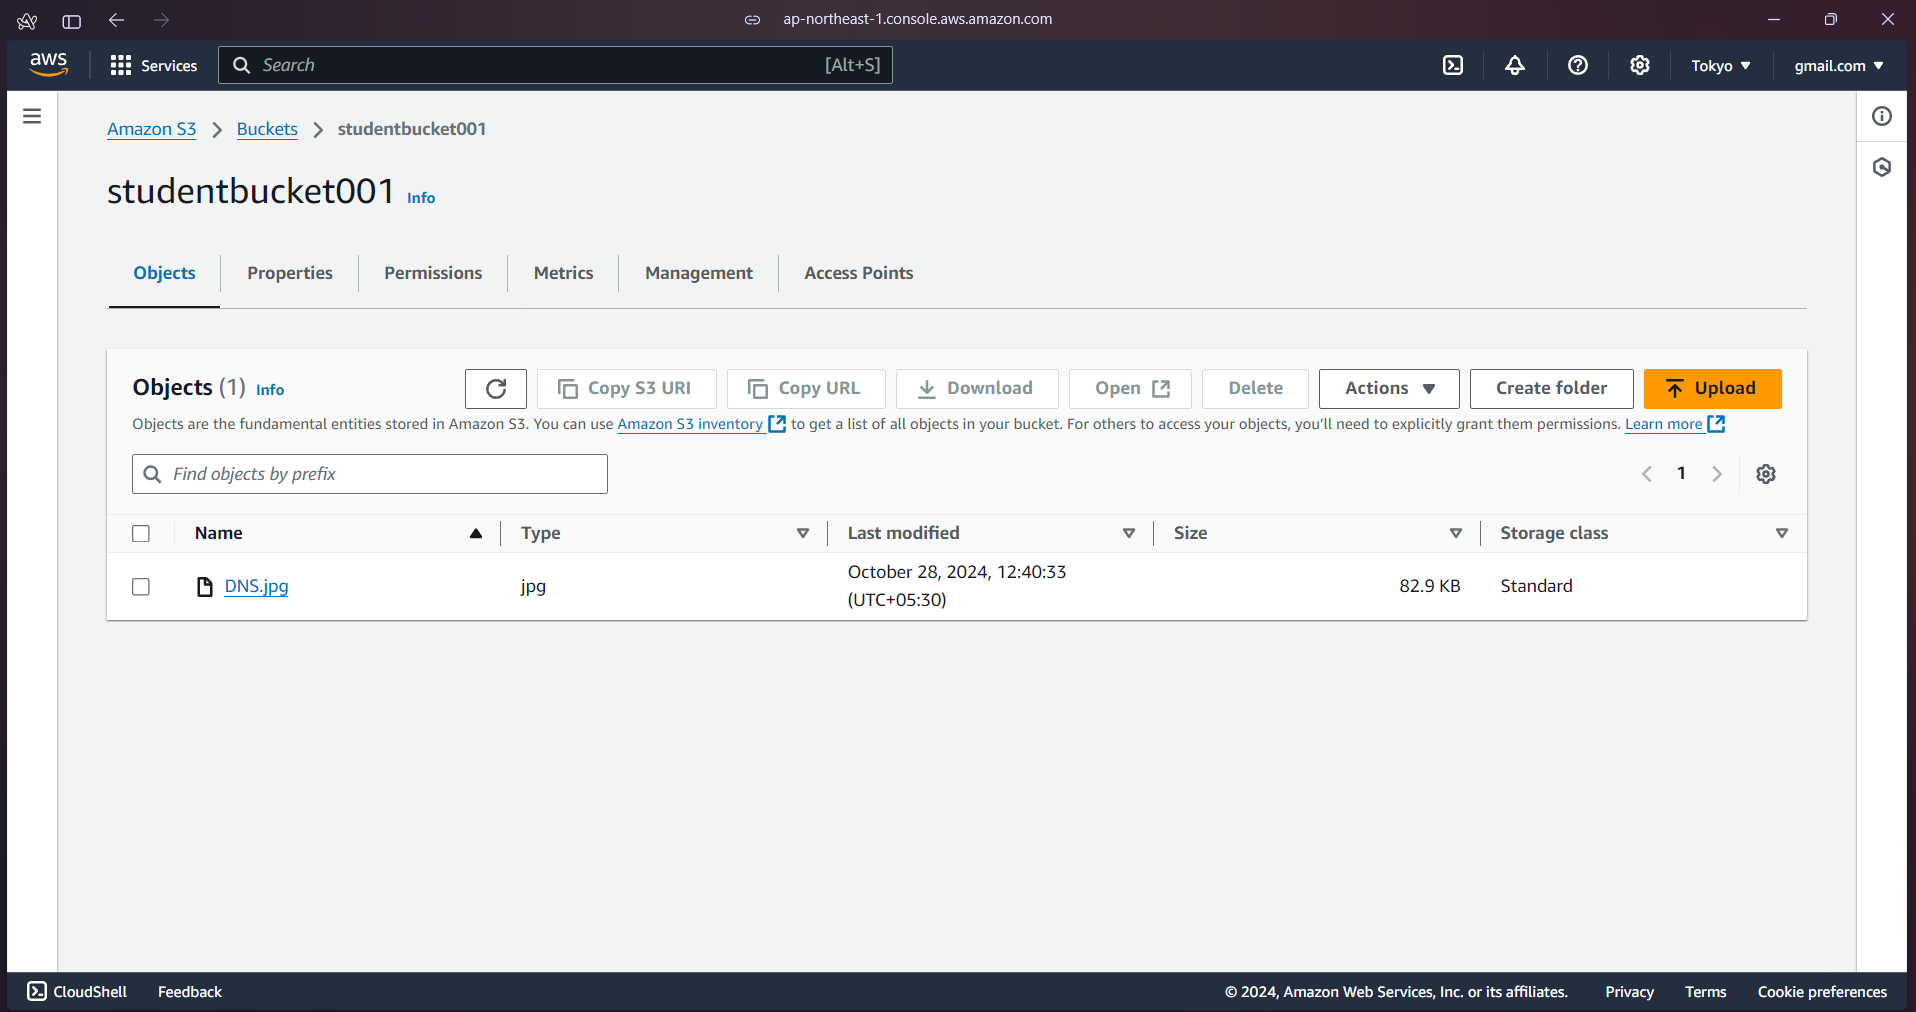 ap-northeast-1.console.aws.amazon.com
aws Services Search [Alt+S] Tokyo gmail.com
Amazon S3 Buckets studentbucket001
studentbucket001 Info
Objects Properties Permissions Metrics Management Access Points
Objects (1) Info Copy S3 URI Copy URL Download Open Delete Actions Create folder Upload
Objects are the fundamental entities stored in Amazon S3. You can use Amazon S3 inventory to get a list of all objects in your bucket. For others to access your objects, you'll need to explicitly grant them permissions. Learn more
Find objects by prefix 1
Name Type Last modified Size Storage class
DNS.jpg jpg October 28, 2024, 12:40:33 (UTC+05:30) 82.9 KB Standard
CloudShell Feedback © 2024, Amazon Web Services, Inc. or its affiliates. Privacy Terms Cookie preferences